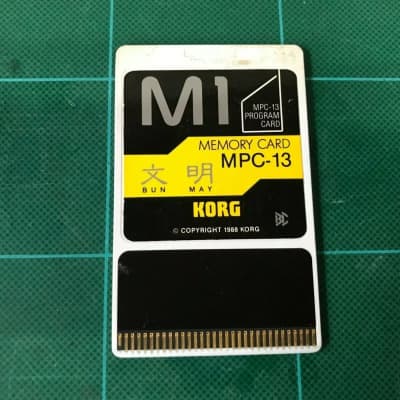 M1
MPC-13
PROGRAM
CARD
MEMORY CARD
MPC-13
文 明
BUN MAY
KORG
© COPYRIGHT 1988 KORG